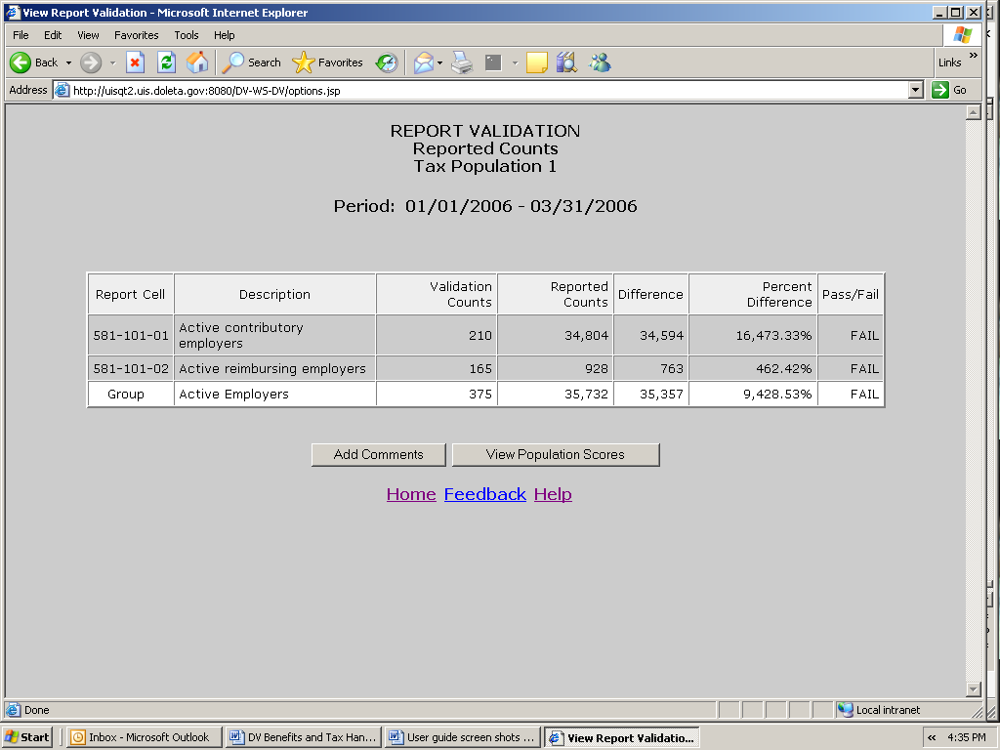 View Report Validation - Microsoft Internet Explorer
File Edit View Favorites Tools Help
Back Search Favorites Links »
Address http://uisqt2.uis.doleta.gov:8080/DV-WS-DV/options.jsp Go
REPORT VALIDATION
Reported Counts
Tax Population 1
Period: 01/01/2006 - 03/31/2006
Report Cell Description Validation Counts Reported Counts Difference Percent Difference Pass/Fail
581-101-01 Active contributory employers 210 34,804 34,594 16,473.33% FAIL
581-101-02 Active reimbursing employers 165 928 763 462.42% FAIL
Group Active Employers 375 35,732 35,357 9,428.53% FAIL
Add Comments View Population Scores
Home Feedback Help
Done Local intranet
Start Inbox - Microsoft Outlook DV Benefits and Tax Han... User guide screen shots ... View Report Validatio... « 4:35 PM